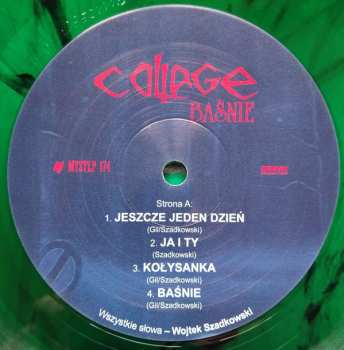 COLLAGE
BAŚNIE
MYSTLP 174
Strona A:
1. JESZCZE JEDEN DZIEŃ
(Gil/Szadkowski)
2. JA I TY
(Szadkowski)
3. KOŁYSANKA
(Gil/Szadkowski)
4. BAŚNIE
(Gil/Szadkowski)
Wszystkie słowa – Wojtek Szadkowski